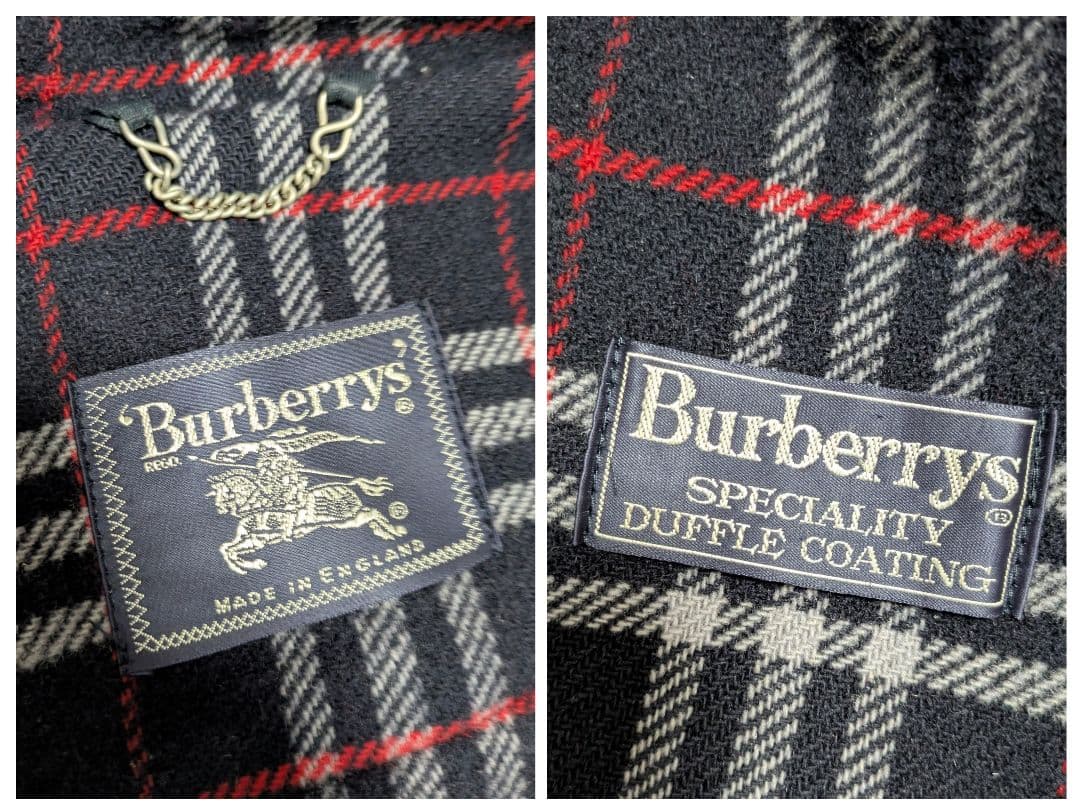 ‘Burberrys’®
REGD.
®
MADE IN ENGLAND
Burberrys®
SPECIALITY
DUFFLE COATING